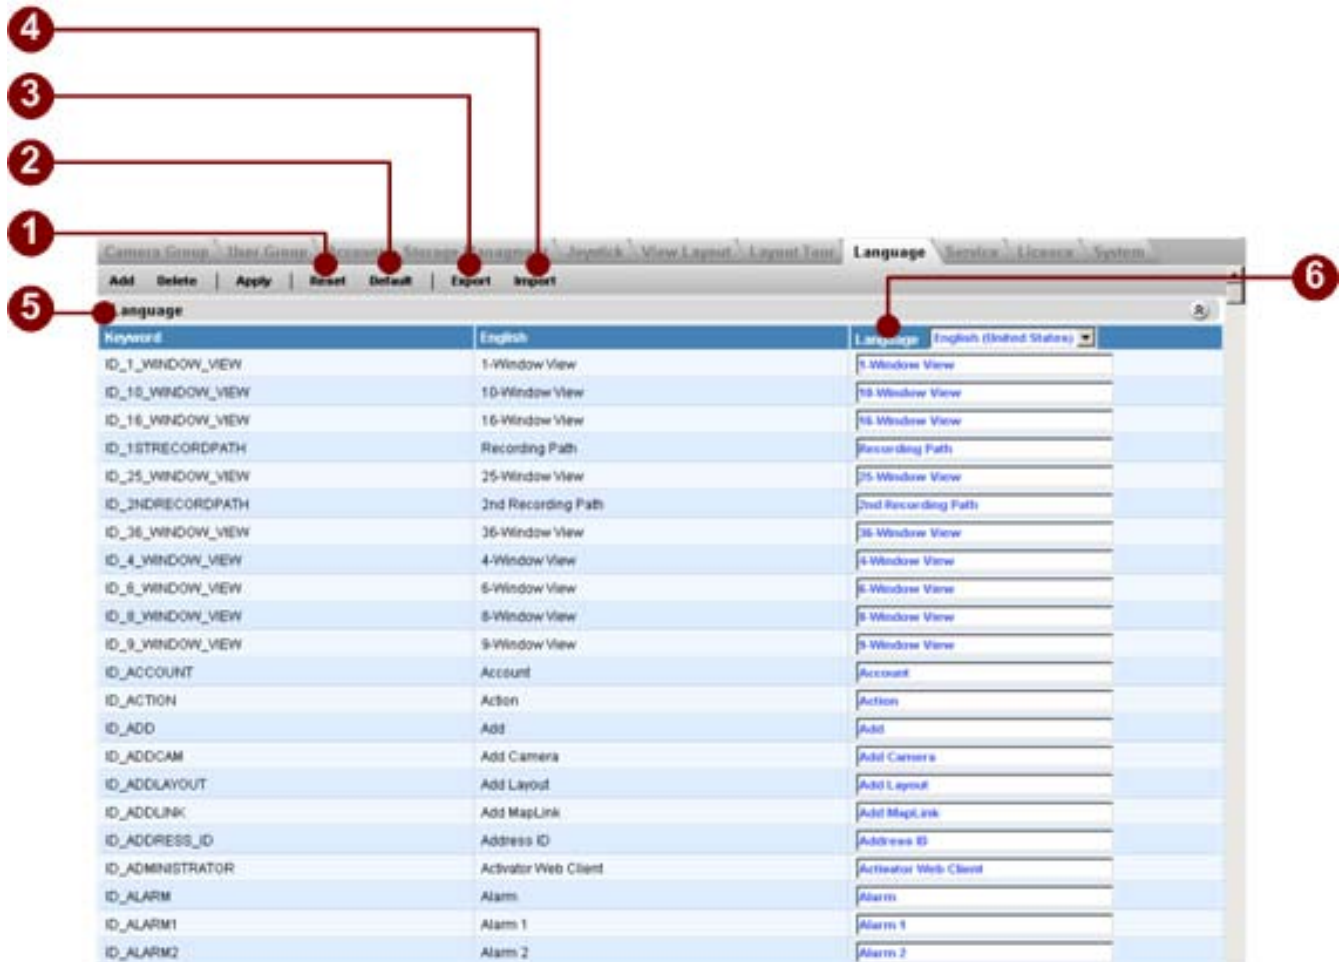 4
3
2
1
Camera Group User Group Account Storage Managment Joystick View Layout Layout Tour Language Service Licence System
Add Delete | Apply | Reset Default | Export Import
6
5 Language
Keyword English Language English (United States)
ID_1_WINDOW_VIEW 1-Window View 1-Window View
ID_10_WINDOW_VIEW 10-Window View 10-Window View
ID_16_WINDOW_VIEW 16-Window View 16-Window View
ID_1STRECORDPATH Recording Path Recording Path
ID_25_WINDOW_VIEW 25-Window View 25-Window View
ID_2NDRECORDPATH 2nd Recording Path 2nd Recording Path
ID_36_WINDOW_VIEW 36-Window View 36-Window View
ID_4_WINDOW_VIEW 4-Window View 4-Window View
ID_6_WINDOW_VIEW 6-Window View 6-Window View
ID_8_WINDOW_VIEW 8-Window View 8-Window View
ID_9_WINDOW_VIEW 9-Window View 9-Window View
ID_ACCOUNT Account Account
ID_ACTION Action Action
ID_ADD Add Add
ID_ADDCAM Add Camera Add Camera
ID_ADDLAYOUT Add Layout Add Layout
ID_ADDLINK Add MapLink Add MapLink
ID_ADDRESS_ID Address ID Address ID
ID_ADMINISTRATOR Activator Web Client Activator Web Client
ID_ALARM Alarm Alarm
ID_ALARM1 Alarm 1 Alarm 1
ID_ALARM2 Alarm 2 Alarm 2